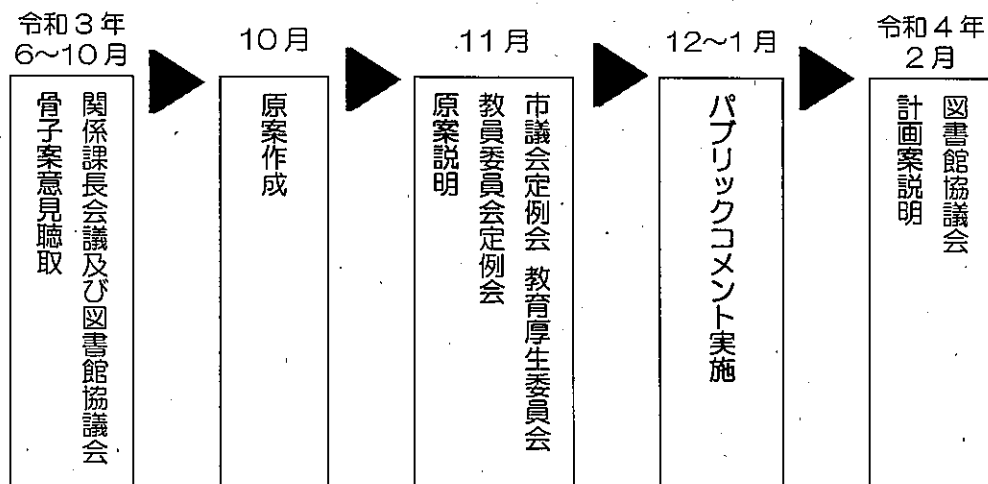 令和３年
6～10月
関係課長会議及び図書館協議会
骨子案意見聴取
10月
原案作成
11月
市議会定例会 教育厚生委員会
教員委員会定例会
原案説明
12～1月
パブリックコメント実施
令和４年
2月
図書館協議会
計画案説明